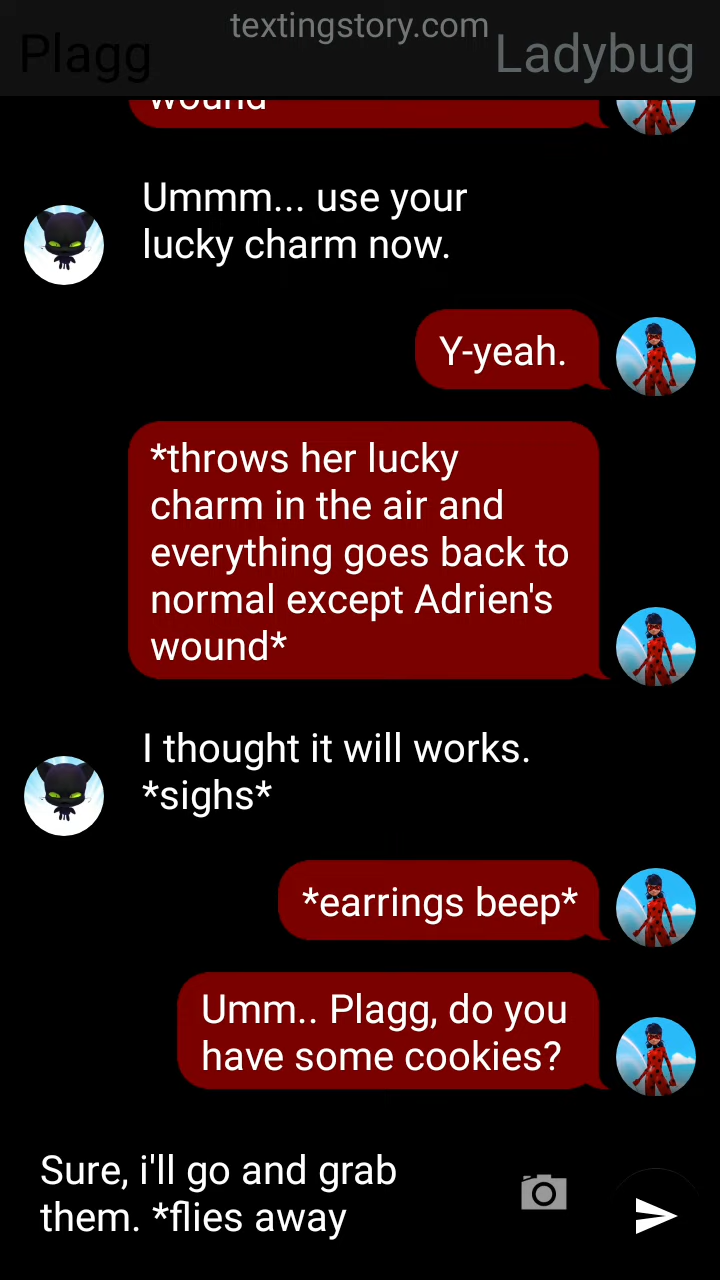 textingstory.com
Plagg
Ladybug
wound
Ummm... use your
lucky charm now.
Y-yeah.
*throws her lucky
charm in the air and
everything goes back to
normal except Adrien's
wound*
I thought it will works.
*sighs*
*earrings beep*
Umm.. Plagg, do you
have some cookies?
Sure, i'll go and grab
them. *flies away